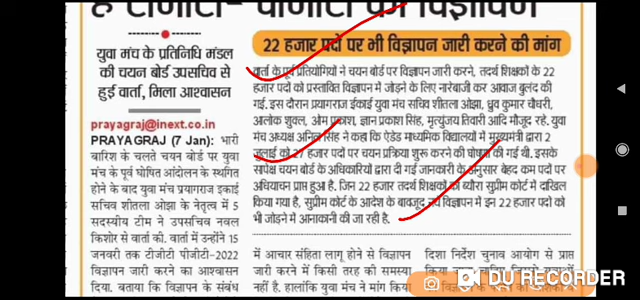 है टीजीटी- पीजीटी का विज्ञापन
युवा मंच के प्रतिनिधि मंडल
की चयन बोर्ड उपसचिव से
हुई वार्ता, मिला आश्वासन
prayagraj@inext.co.in
PRAYAGRAJ (7 Jan): भारी
बारिश के चलते चयन बोर्ड पर युवा
मंच के पूर्व घोषित आन्दोलन के स्थगित
होने के बाद युवा मंच प्रयागराज इकाई
सचिव शीतला ओझा के नेतृत्व में 5
सदस्यीय टीम ने उपसचिव नवल
किशोर से वार्ता की. वार्ता में उन्होंने 15
जनवरी तक टीजीटी पीजीटी-2022
विज्ञापन जारी करने का आश्वासन
दिया. बताया कि विज्ञापन के संबंध
22 हजार पदों पर भी विज्ञापन जारी करने की मांग
वार्ता के पूर्व प्रतियोगियों ने चयन बोर्ड पर विज्ञापन जारी करने, तदर्थ शिक्षकों के 22
हजार पदों को प्रस्तावित विज्ञापन में जोड़ने के लिए नारेबाजी कर आवाज बुलंद की
गई. इस दौरान प्रयागराज ईकाई युवा मंच सचिव शीतला ओझा, ध्रुव कुमार चौधरी,
आलोक शुक्ल, ओम प्रकाश, ज्ञान प्रकाश सिंह, मृत्युंजय तिवारी आदि मौजूद रहे. युवा
मंच अध्यक्ष अनिल सिंह ने कहा कि ऐडेड माध्यमिक विद्यालयों में मुख्यमंत्री द्वारा 2
जुलाई को 27 हजार पदों पर चयन प्रक्रिया शुरू करने की घोषणा की गई थी. इसके
सापेक्ष चयन बोर्ड के अधिकारियों द्वारा दी गई जानकारी के अनुसार बेहद कम पदों पर
अधियाचन प्राप्त हुआ है. जिन 22 हजार तदर्थ शिक्षकों का ब्यौरा सुप्रीम कोर्ट में दाखिल
किया गया है, सुप्रीम कोर्ट के आदेश के बावजूद नये विज्ञापन में इन 22 हजार पदों को
भी जोड़ने में आनाकानी की जा रही है.
में आचार संहिता लागू होने से विज्ञापन
जारी करने में किसी तरह की समस्या
नहीं है. हालांकि युवा मंच ने मांग किया
दिशा निर्देश चुनाव आयोग से प्राप्त
DU RECORDER